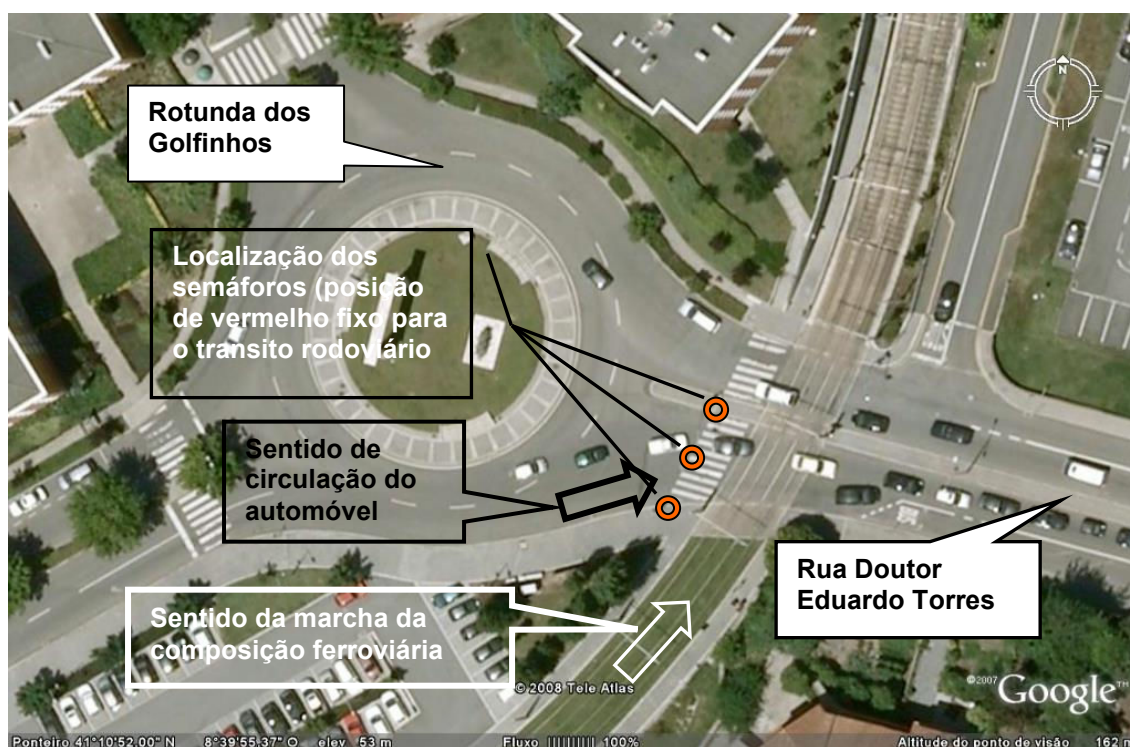 Rotunda dos
Golfinhos
N
Localização dos
semáforos (posição
de vermelho fixo para
o transito rodoviário
Sentido de
circulação do
automóvel
Rua Doutor
Eduardo Torres
Sentido da marcha da
composição ferroviária
© 2008 Tele Atlas
©2007 Google™
Ponteiro 41°10'52.00" N 8°39'55.37" O elev 53 m Fluxo |||||||||| 100% Altitude do ponto de visão 162 m